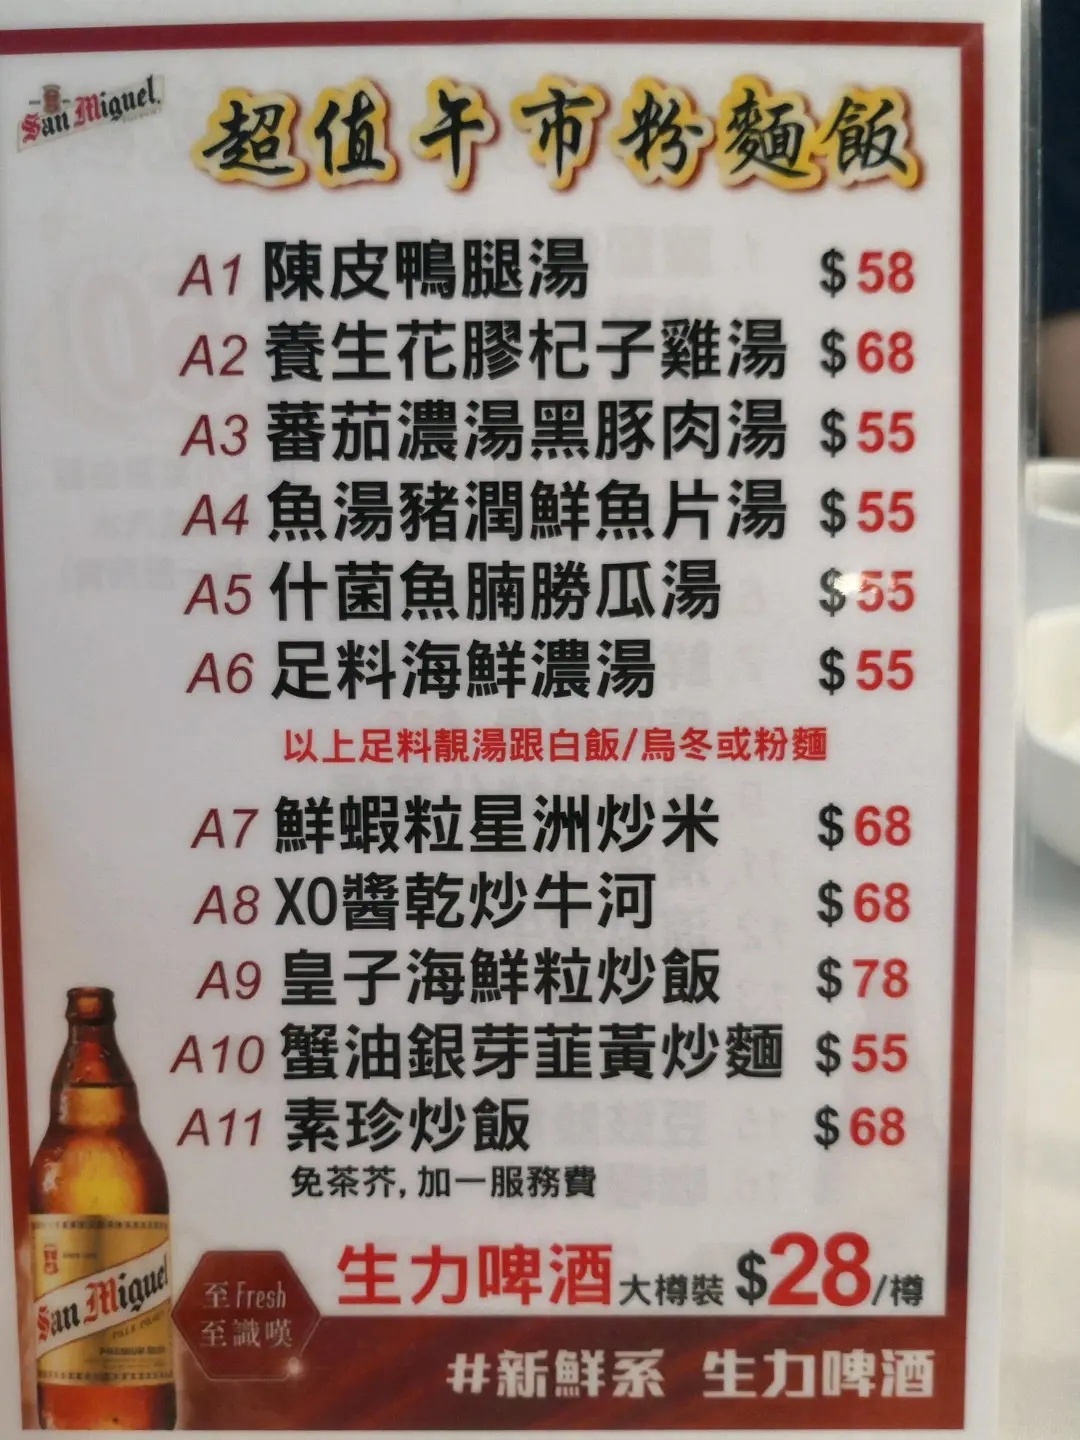 San Miguel
超值午市粉麵飯
A1 陳皮鴨腿湯 $58
A2 養生花膠杞子雞湯 $68
A3 蕃茄濃湯黑豚肉湯 $55
A4 魚湯豬潤鮮魚片湯 $55
A5 什菌魚腩勝瓜湯 $55
A6 足料海鮮濃湯 $55
以上足料靚湯跟白飯/烏冬或粉麵
A7 鮮蝦粒星洲炒米 $68
A8 XO醬乾炒牛河 $68
A9 皇子海鮮粒炒飯 $78
A10 蟹油銀芽韮黃炒麵 $55
A11 素珍炒飯 $68
免茶芥,加一服務費
生力啤酒 大樽裝 $28/樽
至Fresh
至識嘆
San Miguel
#新鮮系 生力啤酒